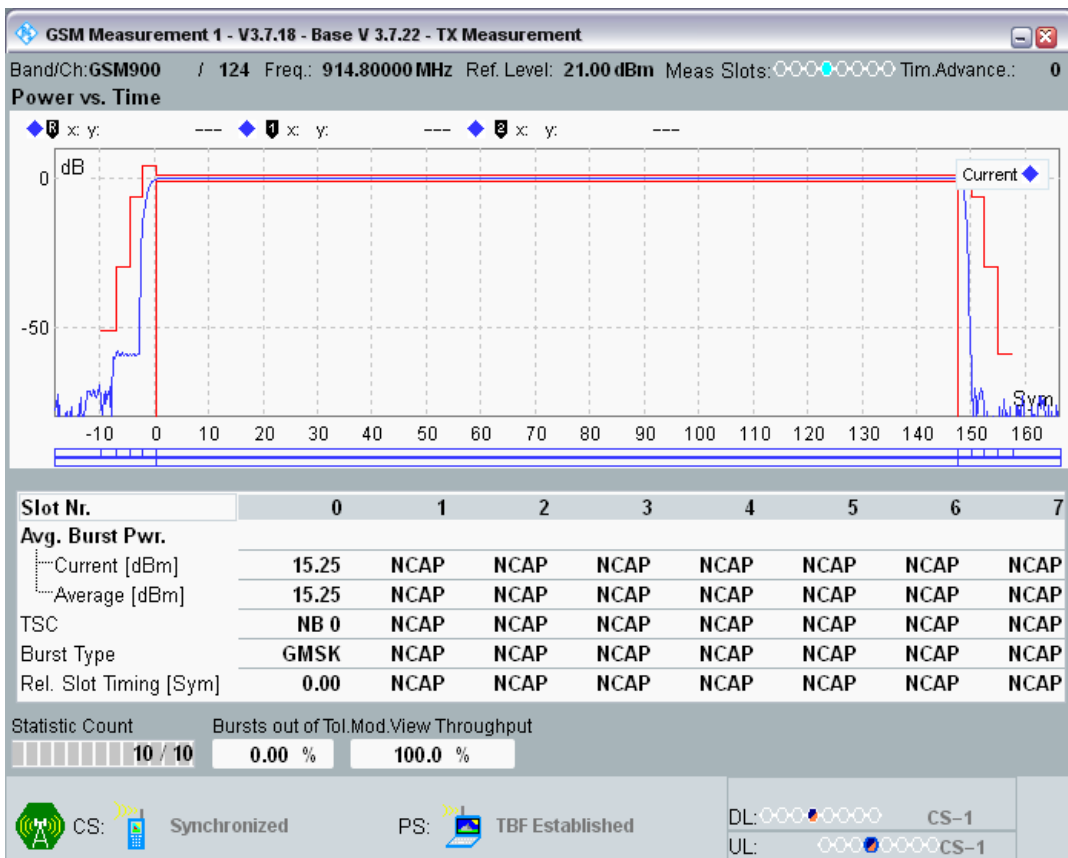 GSM Measurement 1 - V3.7.18 - Base V 3.7.22 - TX Measurement
Band/Ch:GSM900 / 124 Freq.: 914.80000 MHz Ref. Level: 21.00 dBm Meas Slots: Tim.Advance.: 0
Power vs. Time
R x: y: --- 1 x: y: --- 2 x: y: ---
dB
Current
0
-50
Sym
-10 0 10 20 30 40 50 60 70 80 90 100 110 120 130 140 150 160
Slot Nr. 0 1 2 3 4 5 6 7
Avg. Burst Pwr.
Current [dBm] 15.25 NCAP NCAP NCAP NCAP NCAP NCAP NCAP
Average [dBm] 15.25 NCAP NCAP NCAP NCAP NCAP NCAP NCAP
TSC NB 0 NCAP NCAP NCAP NCAP NCAP NCAP NCAP
Burst Type GMSK NCAP NCAP NCAP NCAP NCAP NCAP NCAP
Rel. Slot Timing [Sym] 0.00 NCAP NCAP NCAP NCAP NCAP NCAP NCAP
Statistic Count Bursts out of Tol.Mod.View Throughput
10 / 10 0.00 % 100.0 %
CS: Synchronized PS: TBF Established
DL: CS-1
UL: CS-1